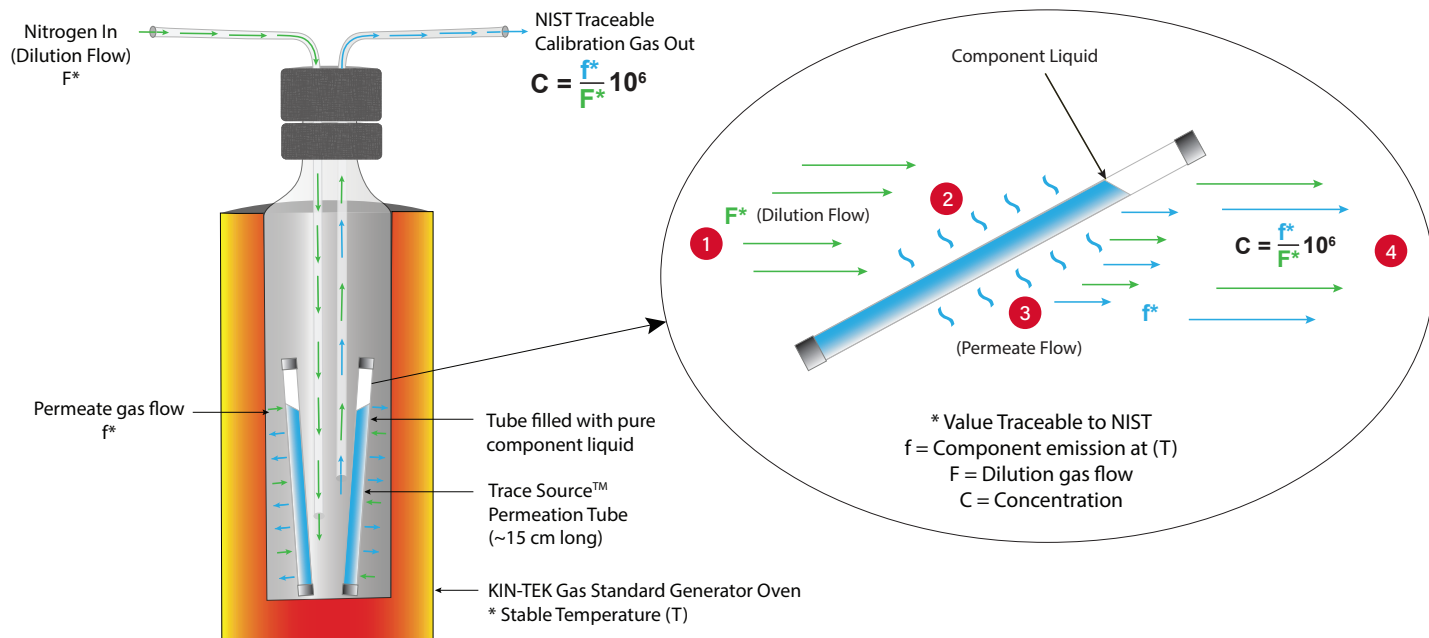 Nitrogen In
(Dilution Flow)
F*
NIST Traceable
Calibration Gas Out
C = f*/F* 10⁶
Permeate gas flow
f*
Tube filled with pure
component liquid
Trace Source™
Permeation Tube
(~15 cm long)
KIN-TEK Gas Standard Generator Oven
* Stable Temperature (T)
Component Liquid
1
F* (Dilution Flow)
2
3
(Permeate Flow)
f*
C = f*/F* 10⁶
4
* Value Traceable to NIST
f = Component emission at (T)
F = Dilution gas flow
C = Concentration